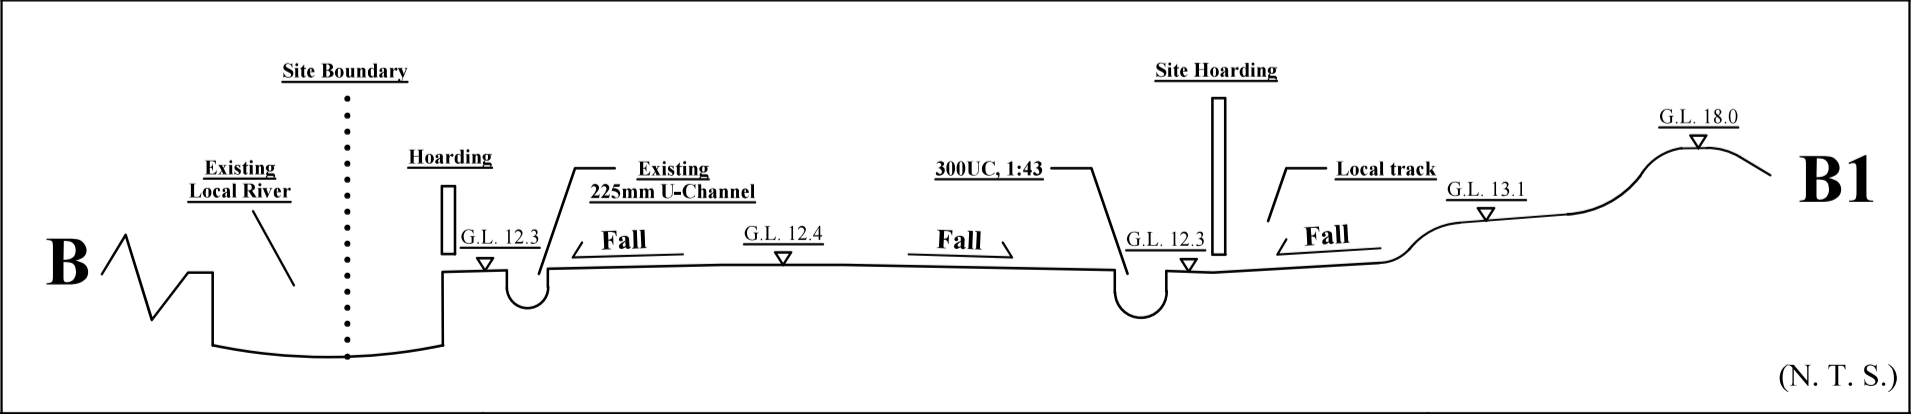 Site Boundary
Site Hoarding
G.L. 18.0
Hoarding
Existing
Local River
Existing
225mm U-Channel
300UC, 1:43
Local track
G.L. 13.1
B1
B
G.L. 12.3
Fall
G.L. 12.4
Fall
G.L. 12.3
Fall
(N. T. S.)